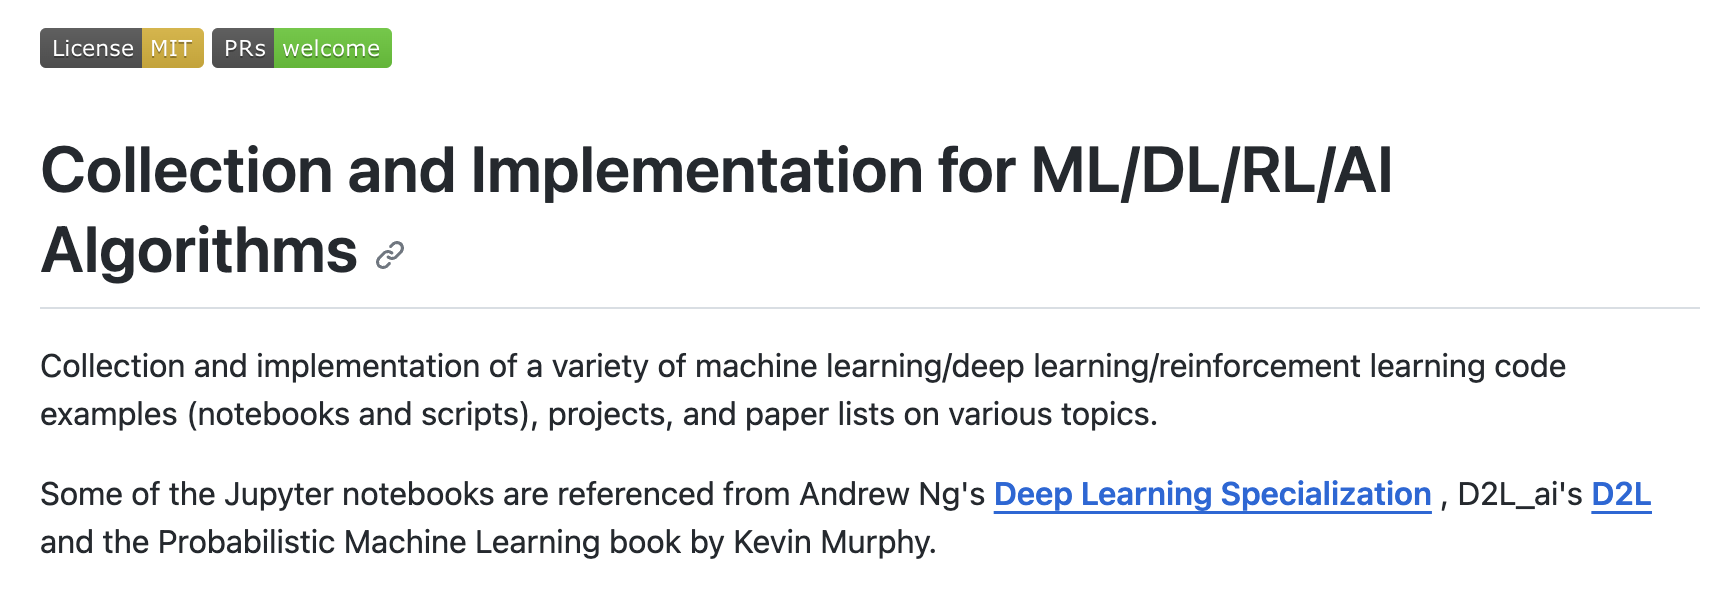 License MIT PRs welcome
Collection and Implementation for ML/DL/RL/AI
Algorithms
Collection and implementation of a variety of machine learning/deep learning/reinforcement learning code
examples (notebooks and scripts), projects, and paper lists on various topics.
Some of the Jupyter notebooks are referenced from Andrew Ng's Deep Learning Specialization , D2L_ai's D2L
and the Probabilistic Machine Learning book by Kevin Murphy.